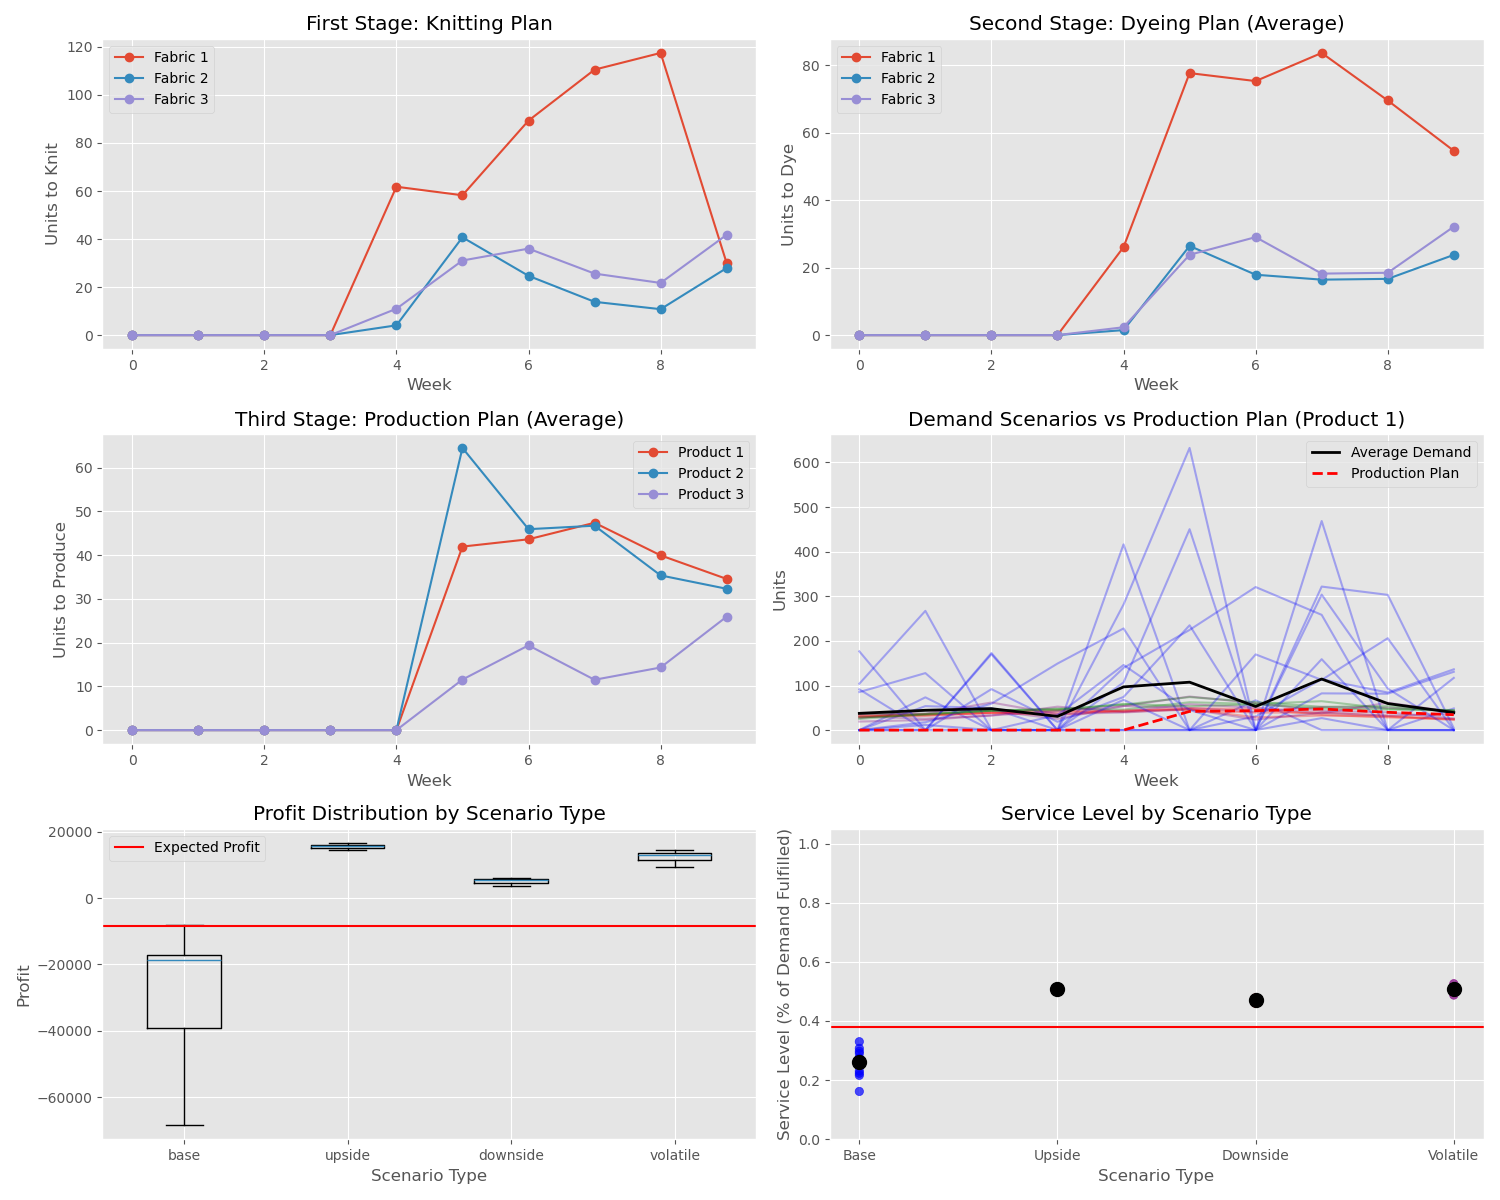 First Stage: Knitting Plan
Units to Knit
120
100
80
60
40
20
0
Fabric 1
Fabric 2
Fabric 3
0 2 4 6 8
Week
Second Stage: Dyeing Plan (Average)
Units to Dye
80
60
40
20
0
Fabric 1
Fabric 2
Fabric 3
0 2 4 6 8
Week
Third Stage: Production Plan (Average)
Units to Produce
60
50
40
30
20
10
0
Product 1
Product 2
Product 3
0 2 4 6 8
Week
Demand Scenarios vs Production Plan (Product 1)
Units
600
500
400
300
200
100
0
Average Demand
Production Plan
0 2 4 6 8
Week
Profit Distribution by Scenario Type
Profit
20000
0
−20000
−40000
−60000
Expected Profit
base upside downside volatile
Scenario Type
Service Level by Scenario Type
Service Level (% of Demand Fulfilled)
1.0
0.8
0.6
0.4
0.2
0.0
Base Upside Downside Volatile
Scenario Type